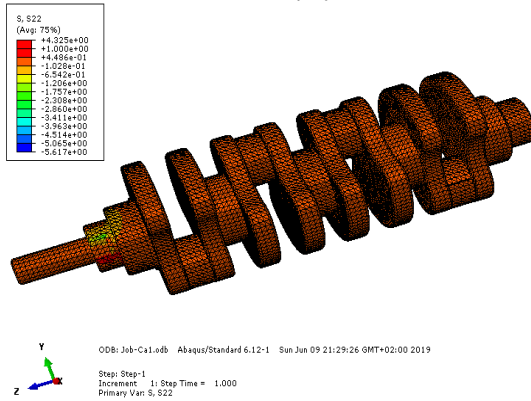 S, S22
(Avg: 75%)
+4.325e+00
+1.000e+00
+4.486e-01
-1.028e-01
-6.542e-01
-1.206e+00
-1.757e+00
-2.308e+00
-2.860e+00
-3.411e+00
-3.963e+00
-4.514e+00
-5.065e+00
-5.617e+00
Y
Z
X
ODB: Job-Ca1.odb Abaqus/Standard 6.12-1 Sun Jun 09 21:29:26 GMT+02:00 2019
Step: Step-1
Increment 1: Step Time = 1.000
Primary Var: S, S22